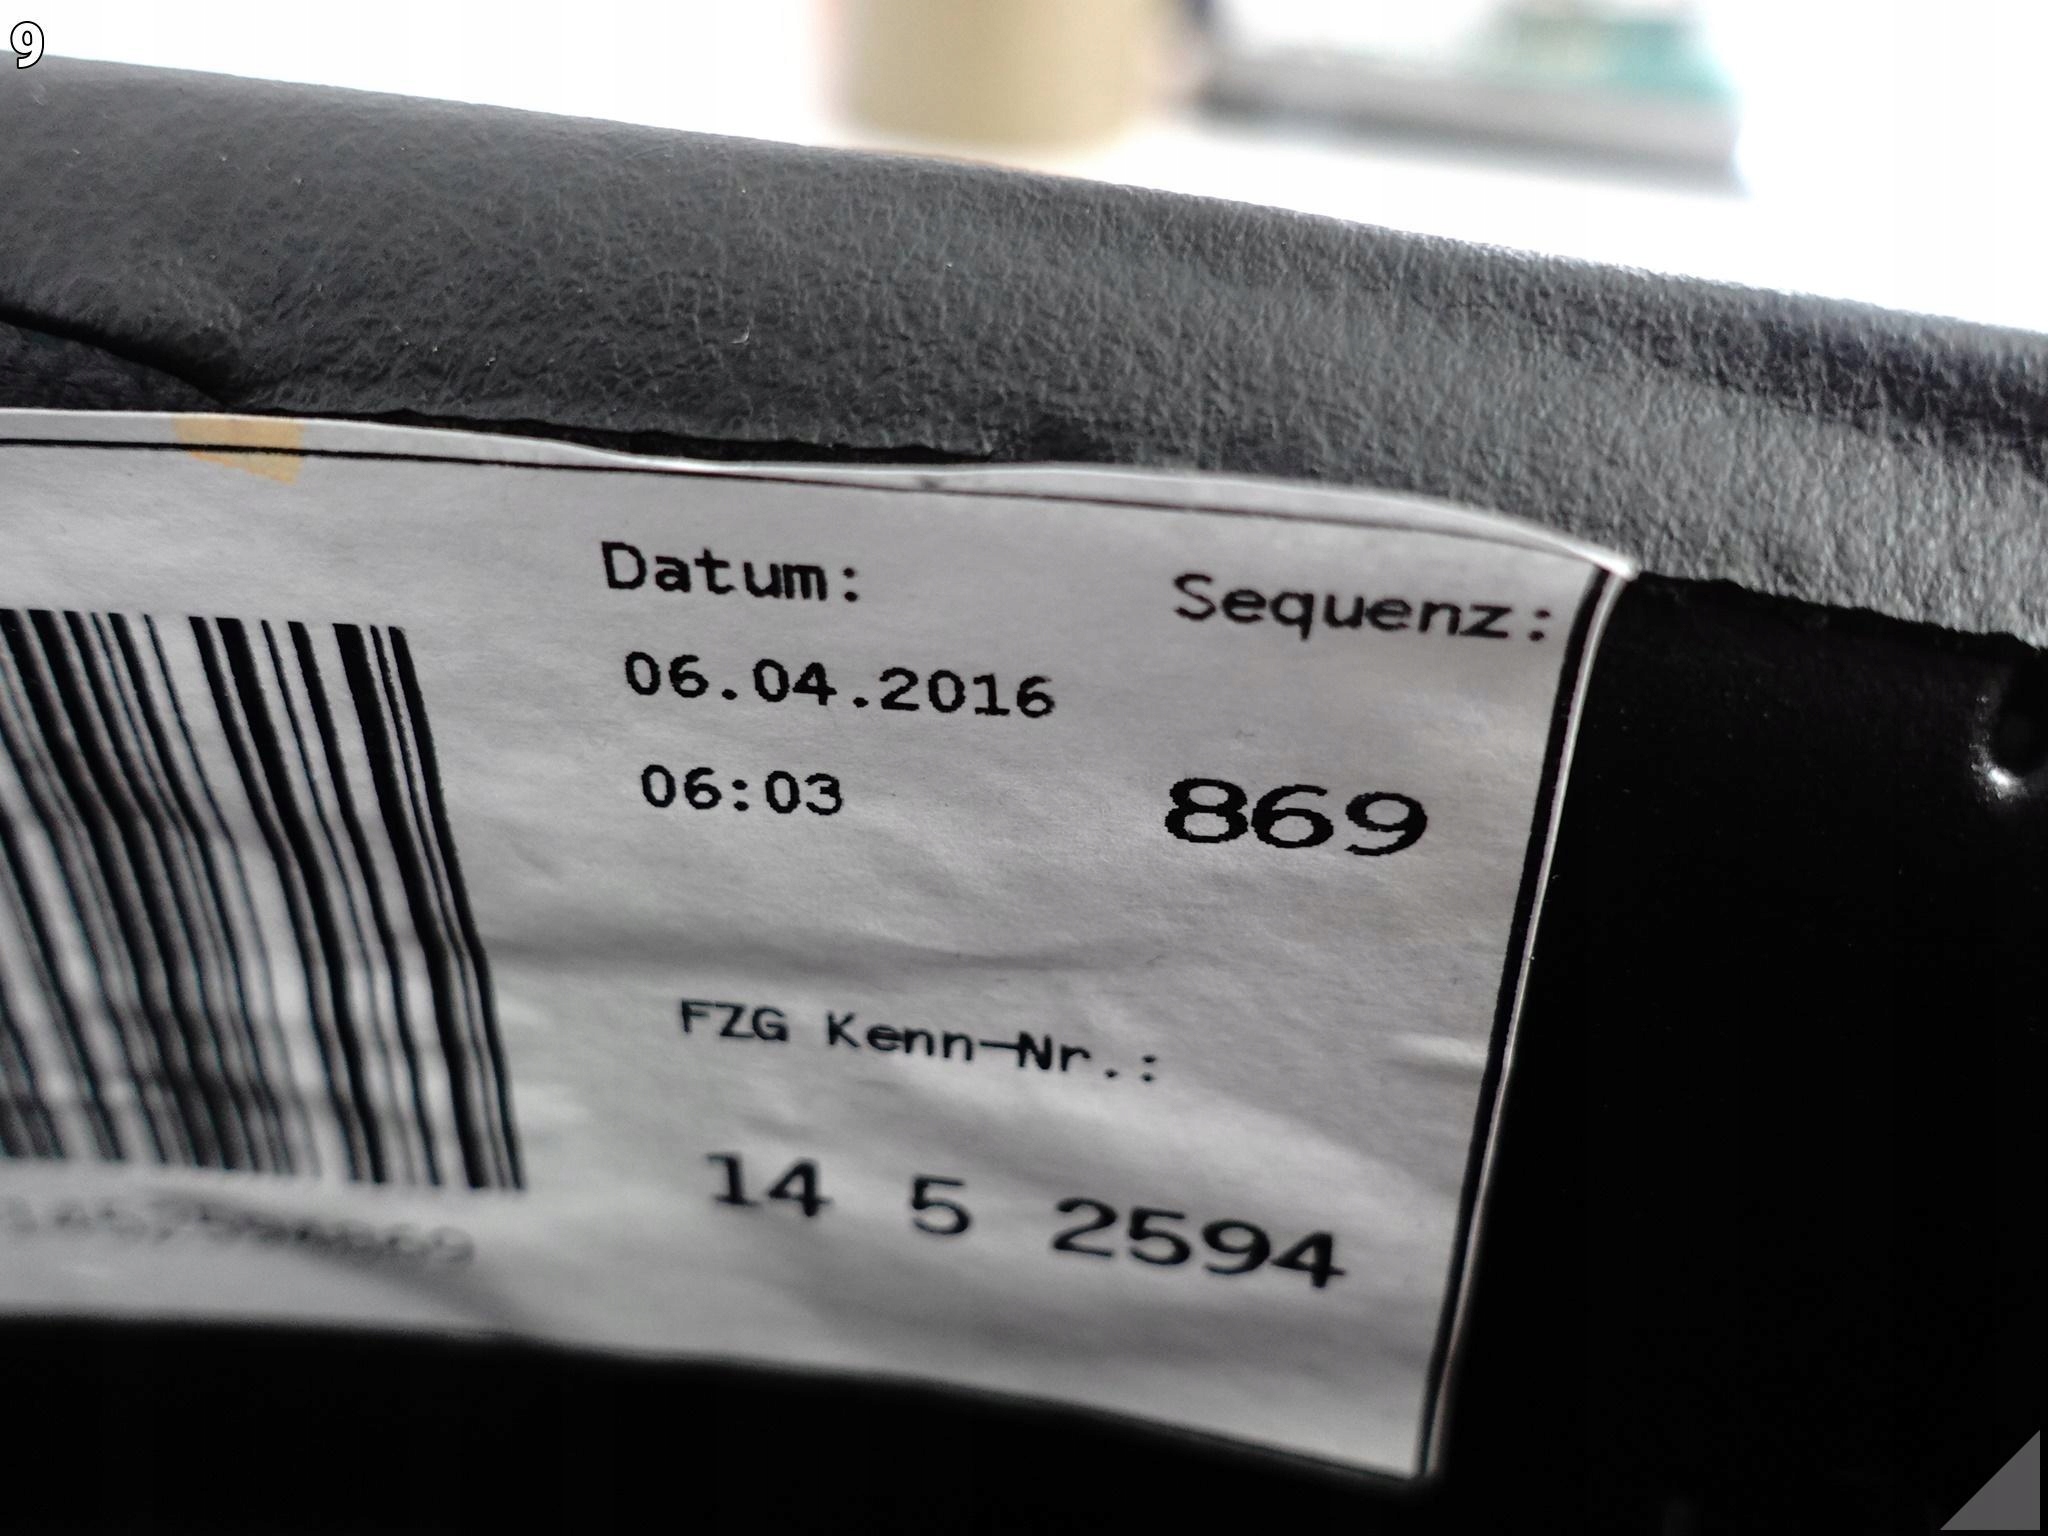 9
Datum:
Sequenz:
06.04.2016
06:03
869
FZG Kenn-Nr.:
14 5 2594